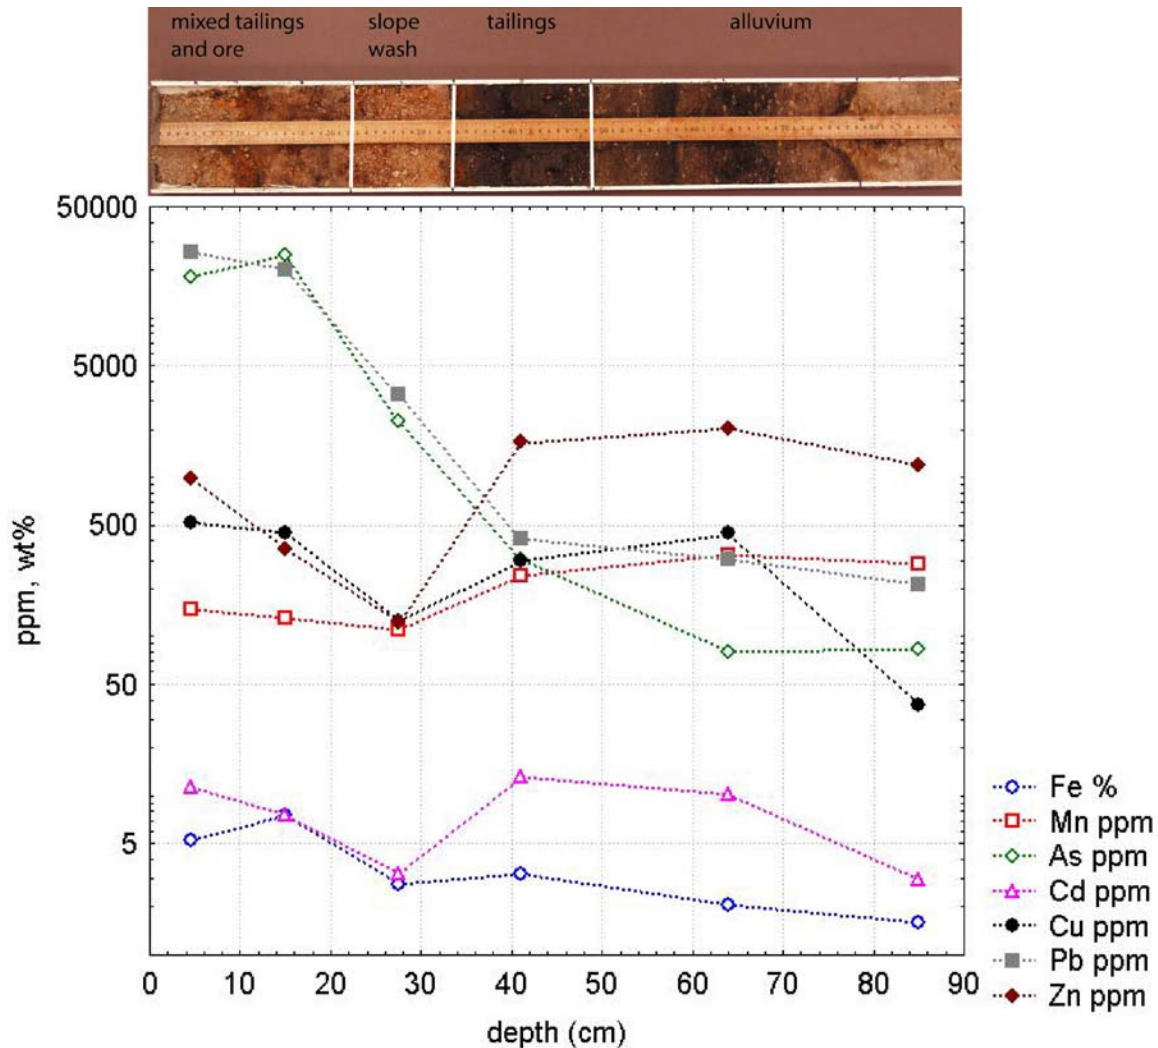 mixed tailings
and ore
slope
wash
tailings
alluvium
50000
5000
500
50
5
ppm, wt%
0 10 20 30 40 50 60 70 80 90
depth (cm)
Fe %
Mn ppm
As ppm
Cd ppm
Cu ppm
Pb ppm
Zn ppm